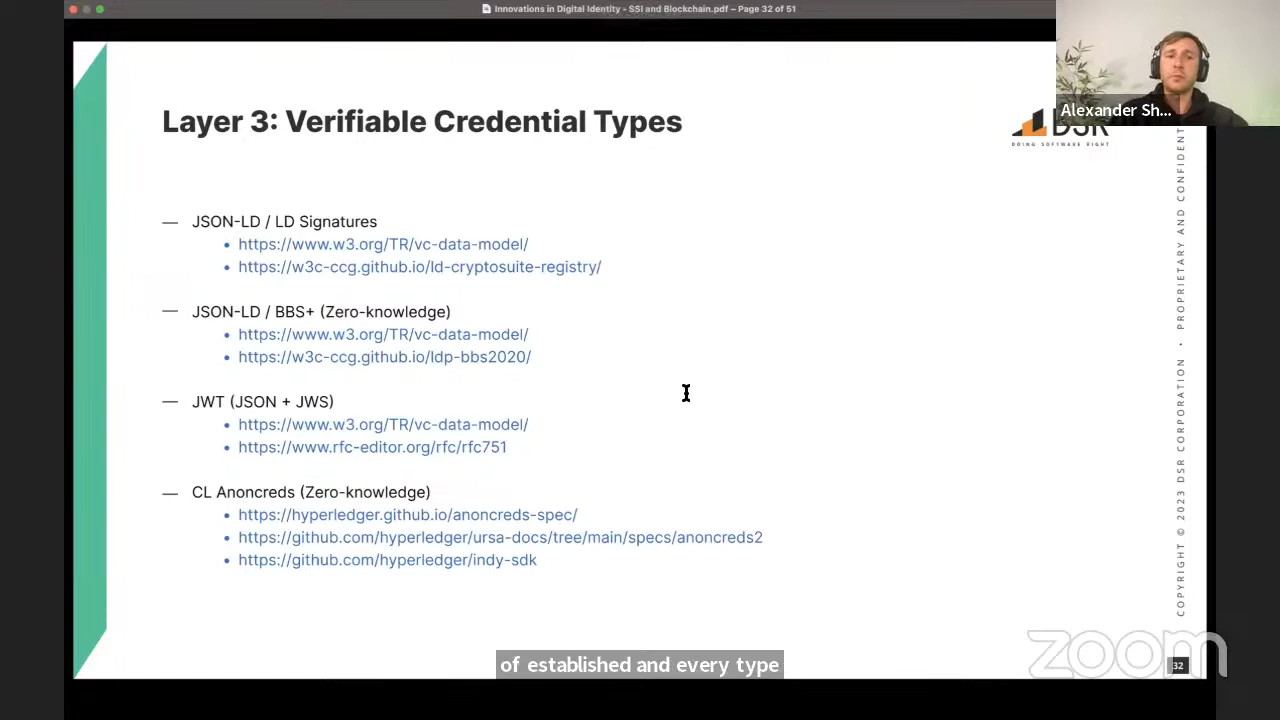 Innovations in Digital Identity - SSI and Blockchain.pdf – Page 32 of 51
Alexander Sh...
Layer 3: Verifiable Credential Types
DSR
DOING SOFTWARE RIGHT
— JSON-LD / LD Signatures
• https://www.w3.org/TR/vc-data-model/
• https://w3c-ccg.github.io/ld-cryptosuite-registry/
— JSON-LD / BBS+ (Zero-knowledge)
• https://www.w3.org/TR/vc-data-model/
• https://w3c-ccg.github.io/ldp-bbs2020/
— JWT (JSON + JWS)
• https://www.w3.org/TR/vc-data-model/
• https://www.rfc-editor.org/rfc/rfc751
— CL Anoncreds (Zero-knowledge)
• https://hyperledger.github.io/anoncreds-spec/
• https://github.com/hyperledger/ursa-docs/tree/main/specs/anoncreds2
• https://github.com/hyperledger/indy-sdk
COPYRIGHT © 2023 DSR CORPORATION • PROPRIETARY AND CONFIDENT
of established and every type
zoom
32